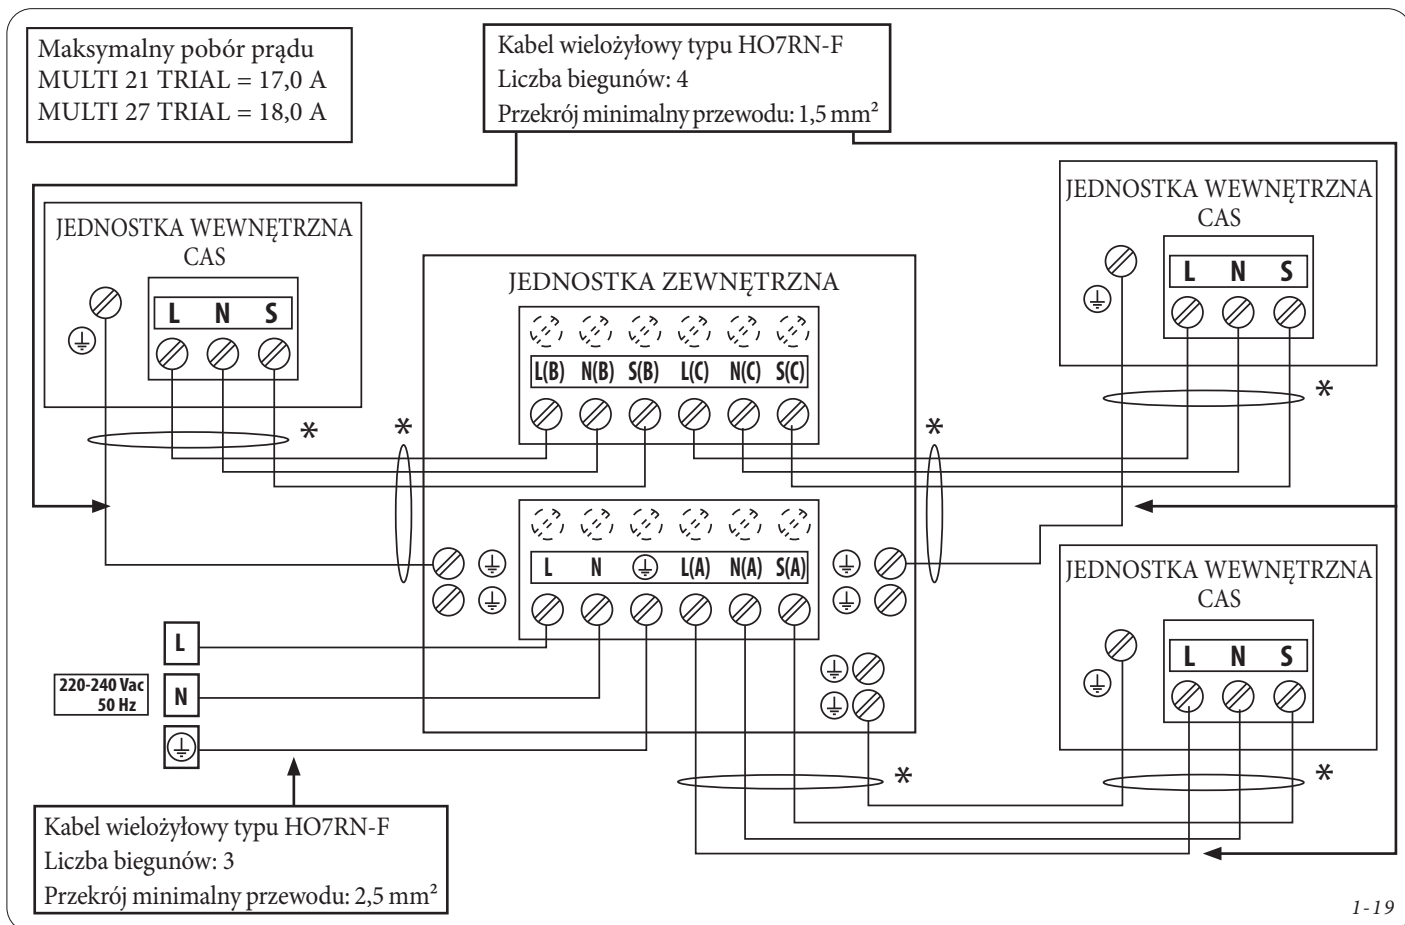 Maksymalny pobór prądu
MULTI 21 TRIAL = 17,0 A
MULTI 27 TRIAL = 18,0 A
Kabel wielożyłowy typu HO7RN-F
Liczba biegunów: 4
Przekrój minimalny przewodu: 1,5 mm²
JEDNOSTKA WEWNĘTRZNA
CAS
L N S
*
JEDNOSTKA ZEWNĘTRZNA
L(B) N(B) S(B) L(C) N(C) S(C)
*
*
L N L(A) N(A) S(A)
JEDNOSTKA WEWNĘTRZNA
CAS
L N S
*
JEDNOSTKA WEWNĘTRZNA
CAS
L N S
*
*
L
220-240 Vac
50 Hz
N
Kabel wielożyłowy typu HO7RN-F
Liczba biegunów: 3
Przekrój minimalny przewodu: 2,5 mm²
1-19